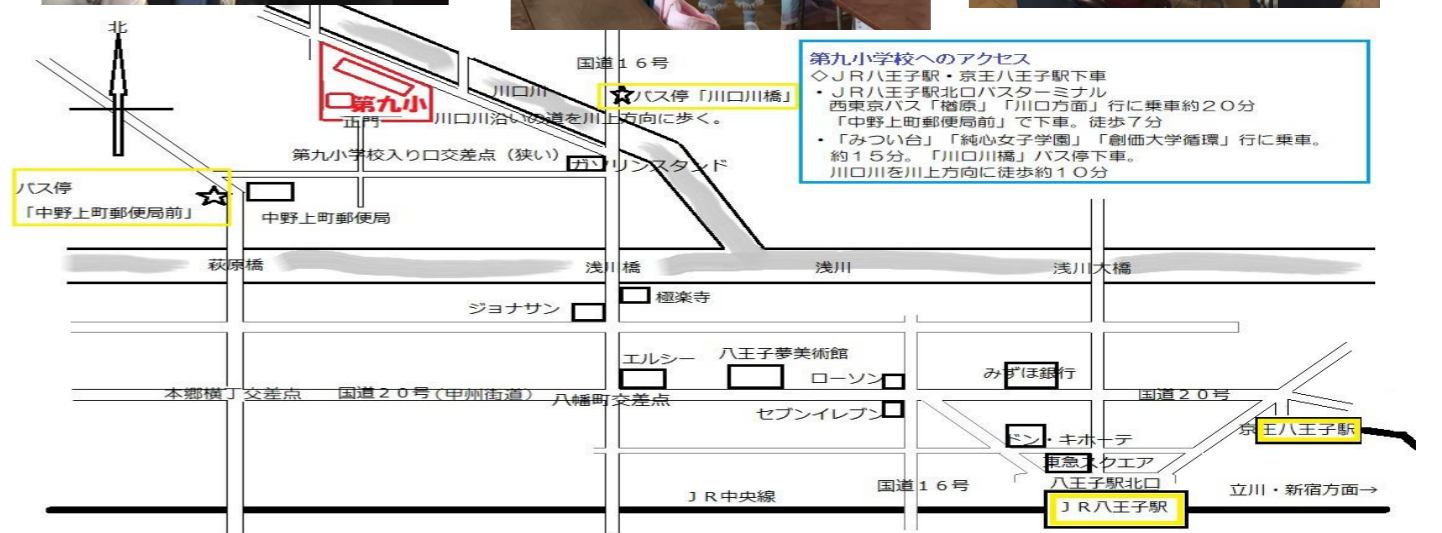 北
国道16号
川口川
☆バス停「川口川橋」
第九小
正門
川口川沿いの道を川上方向に歩く。
第九小学校入り口交差点(狭い)
ガソリンスタンド
バス停
「中野上町郵便局前」
中野上町郵便局
第九小学校へのアクセス
◇JR八王子駅・京王八王子駅下車
・JR八王子駅北口バスターミナル
西東京バス「楢原」「川口方面」行に乗車約20分
「中野上町郵便局前」で下車。徒歩7分
・「みつい台」「純心女子学園」「創価大学循環」行に乗車。
約15分。「川口川橋」バス停下車。
川口川を川上方向に徒歩約10分
萩原橋
浅川橋
浅川
浅川大橋
ジョナサン
極楽寺
エルシー
八王子夢美術館
ローソン
みずほ銀行
本郷横丁交差点
国道20号(甲州街道)
八幡町交差点
国道20号
セブンイレブン
京王八王子駅
ドン・キホーテ
東急スクエア
国道16号
八王子駅北口
JR中央線
立川・新宿方面→
JR八王子駅